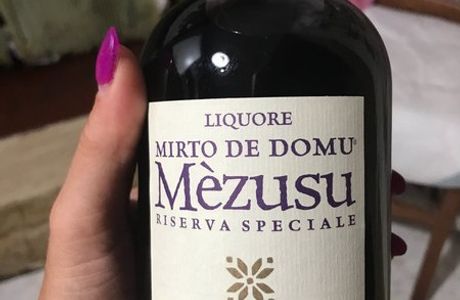 LIQUORE
MIRTO DE DOMU®
Mèzusu
RISERVA SPECIALE